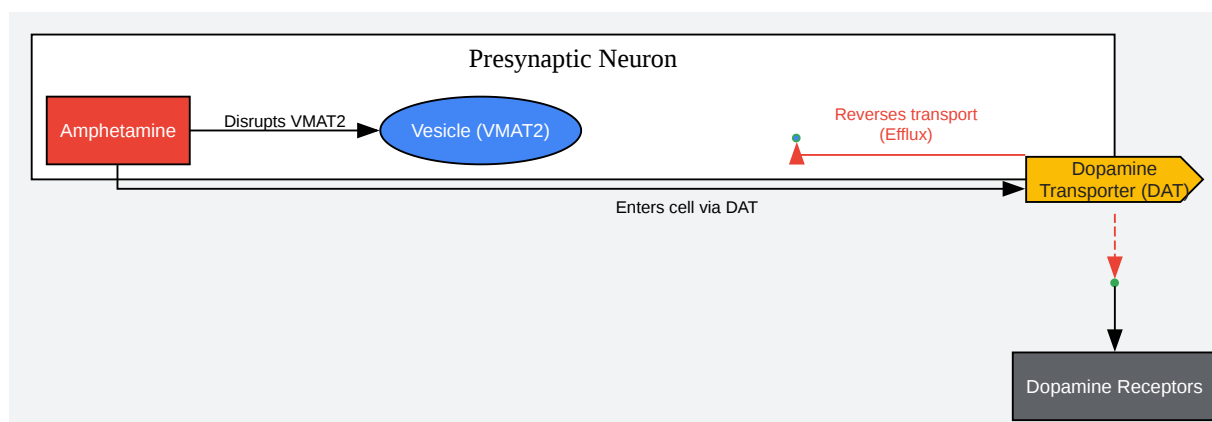 Presynaptic Neuron
Amphetamine
Disrupts VMAT2
Vesicle (VMAT2)
Reverses transport
(Efflux)
Dopamine
Transporter (DAT)
Enters cell via DAT
Dopamine Receptors